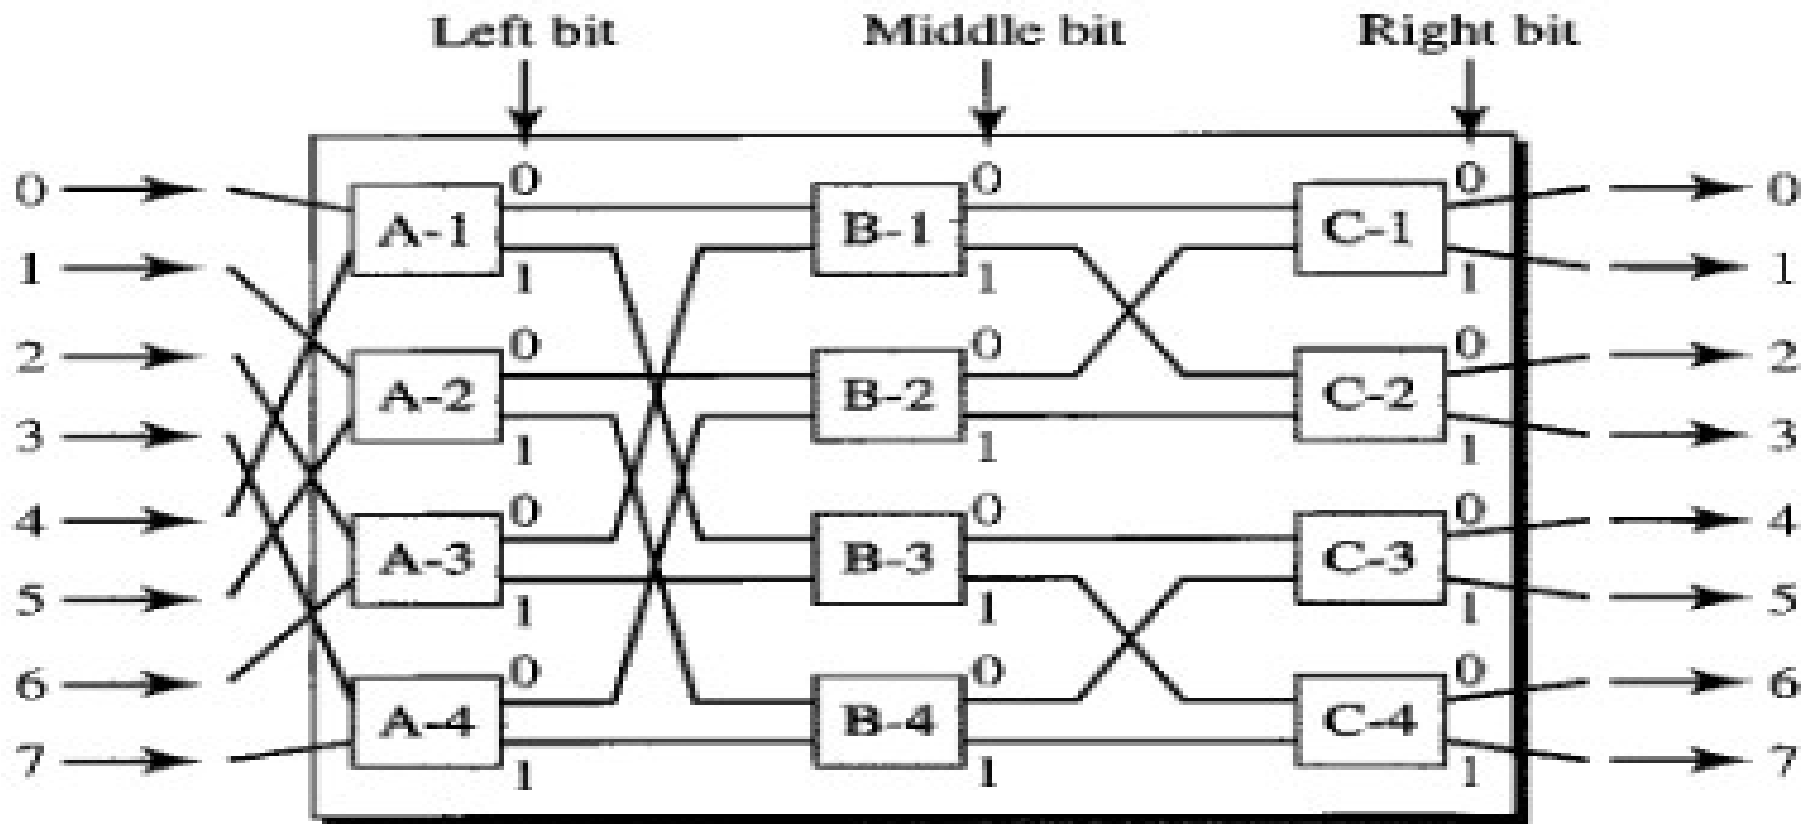 Left bit Middle bit Right bit
0 0 0
0 A-1 B-1 C-1 0
1 1 1 1 1
0 0 0
2 A-2 B-2 C-2 2
3 1 1 1 3
4 0 0 0 4
A-3 B-3 C-3
5 1 1 1 5
6 0 0 0 6
A-4 B-4 C-4
7 1 1 1 7